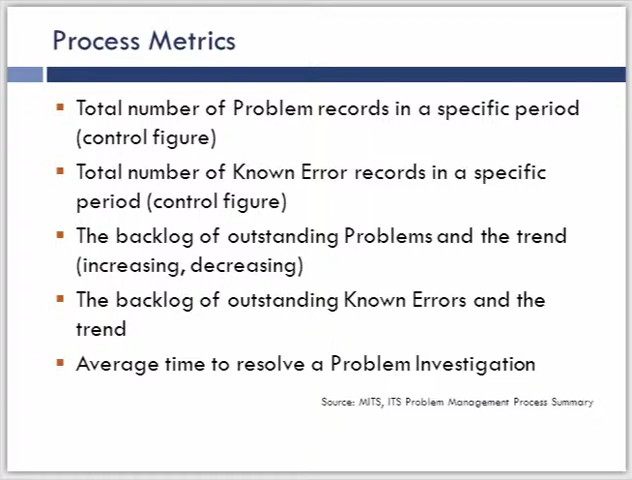 Process Metrics
Total number of Problem records in a specific period
(control figure)
Total number of Known Error records in a specific
period (control figure)
The backlog of outstanding Problems and the trend
(increasing, decreasing)
The backlog of outstanding Known Errors and the
trend
Average time to resolve a Problem Investigation
Source: MITS, ITS Problem Management Process Summary